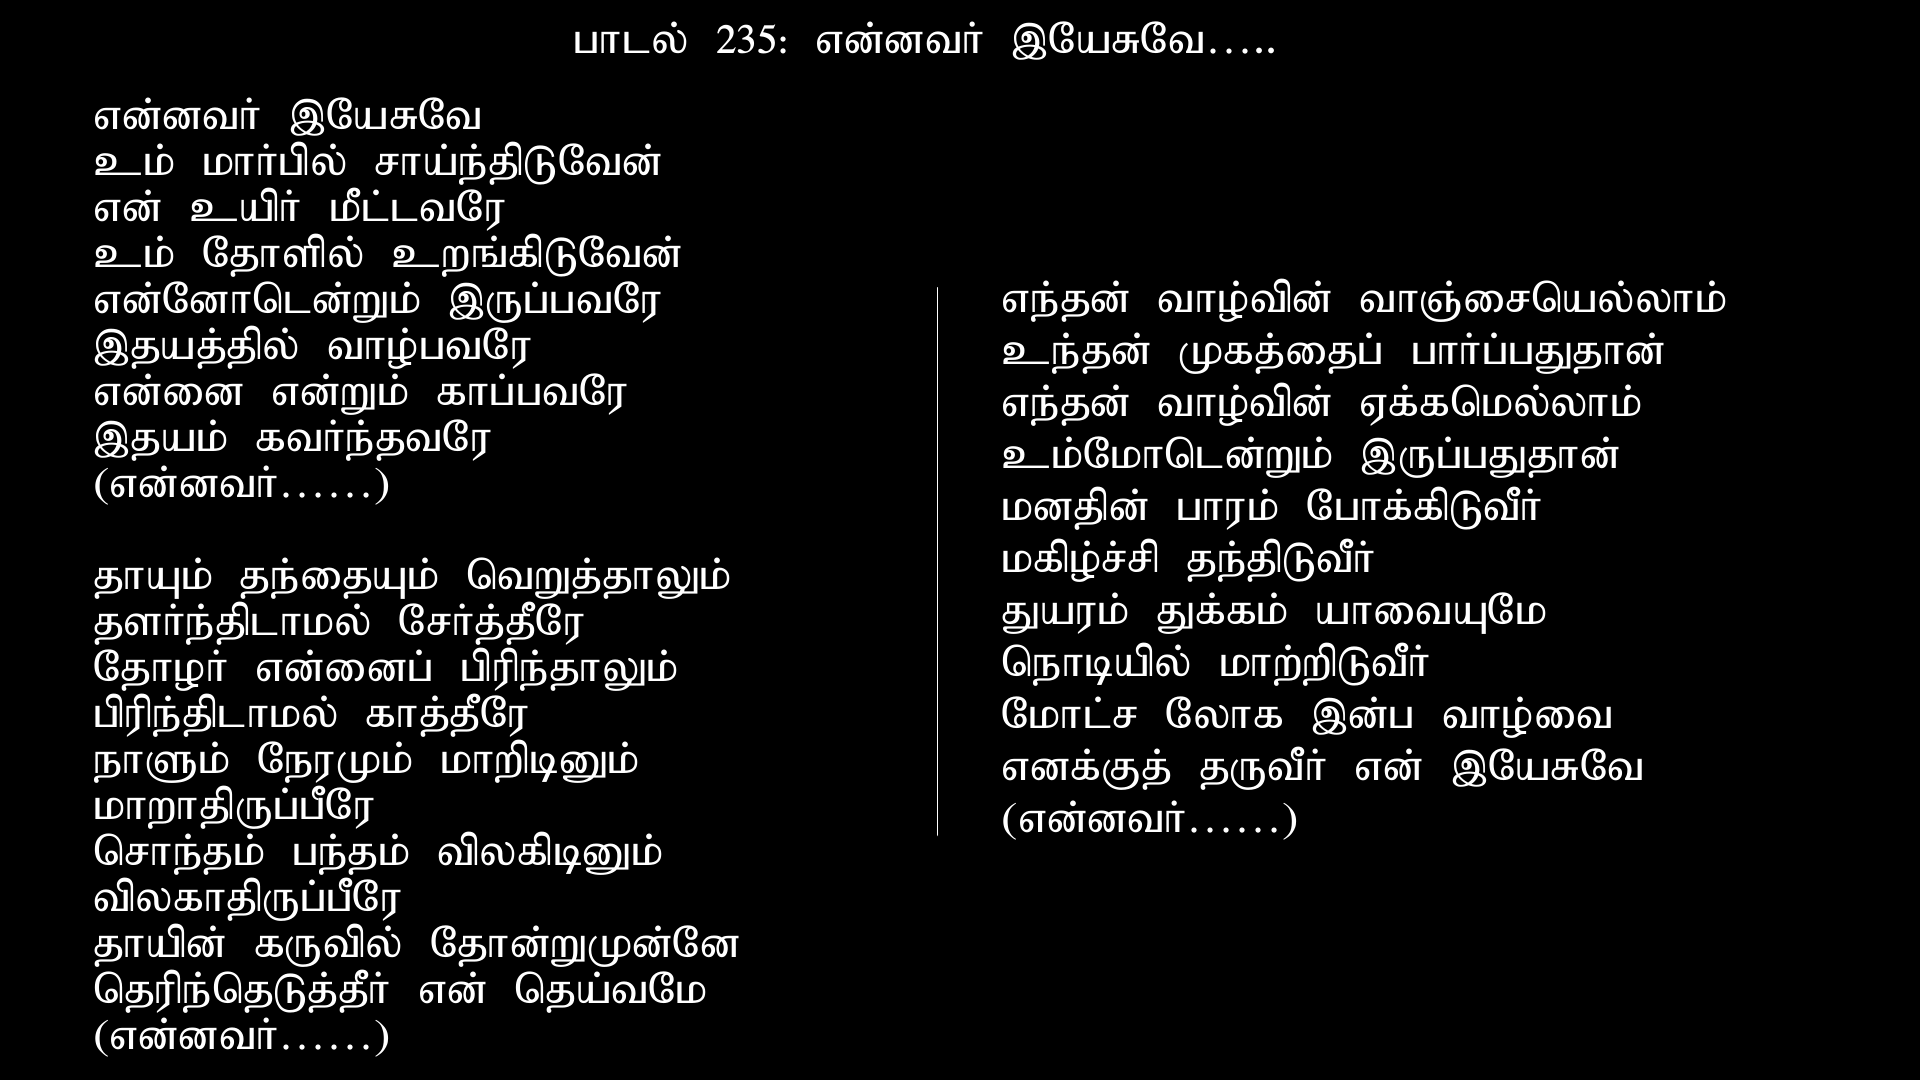 பாடல் 235: என்னவர் இயேசுவே.....
என்னவர் இயேசுவே
உம் மார்பில் சாய்ந்திடுவேன்
என் உயிர் மீட்டவரே
உம் தோளில் உறங்கிடுவேன்
என்னோடென்றும் இருப்பவரே
இதயத்தில் வாழ்பவரே
என்னை என்றும் காப்பவரே
இதயம் கவர்ந்தவரே
(என்னவர்......)
தாயும் தந்தையும் வெறுத்தாலும்
தளர்ந்திடாமல் சேர்த்தீரே
தோழர் என்னைப் பிரிந்தாலும்
பிரிந்திடாமல் காத்தீரே
நாளும் நேரமும் மாறிடினும்
மாறாதிருப்பீரே
சொந்தம் பந்தம் விலகிடினும்
விலகாதிருப்பீரே
தாயின் கருவில் தோன்றுமுன்னே
தெரிந்தெடுத்தீர் என் தெய்வமே
(என்னவர்......)
எந்தன் வாழ்வின் வாஞ்சையெல்லாம்
உந்தன் முகத்தைப் பார்ப்பதுதான்
எந்தன் வாழ்வின் ஏக்கமெல்லாம்
உம்மோடென்றும் இருப்பதுதான்
மனதின் பாரம் போக்கிடுவீர்
மகிழ்ச்சி தந்திடுவீர்
துயரம் துக்கம் யாவையுமே
நொடியில் மாற்றிடுவீர்
மோட்ச லோக இன்ப வாழ்வை
எனக்குத் தருவீர் என் இயேசுவே
(என்னவர்......)